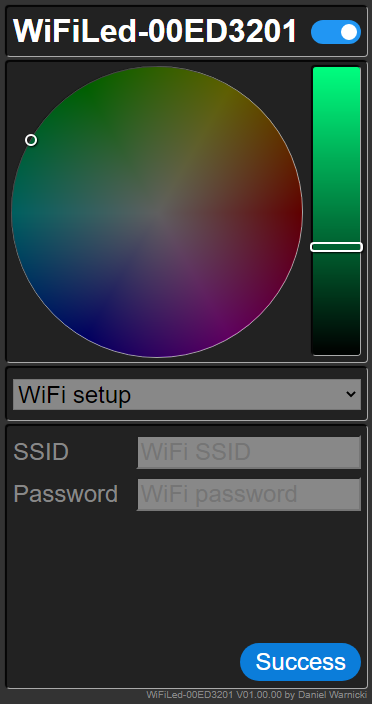 WiFiLed-00ED3201
WiFi setup
SSID
WiFi SSID
Password
WiFi password
Success
WiFiLed-00ED3201 V01.00.00 by Daniel Warnicki